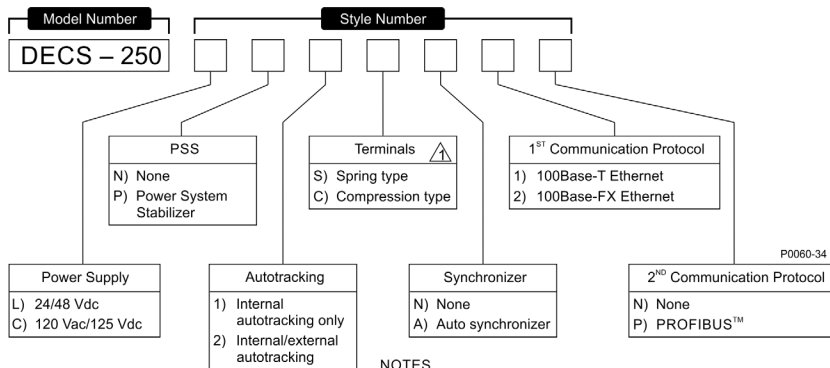 Model Number
Style Number
DECS – 250
PSS
N) None
P) Power System
Stabilizer
Terminals 1
S) Spring type
C) Compression type
1ST Communication Protocol
1) 100Base-T Ethernet
2) 100Base-FX Ethernet
P0060-34
Power Supply
L) 24/48 Vdc
C) 120 Vac/125 Vdc
Autotracking
1) Internal
autotracking only
2) Internal/external
autotracking
Synchronizer
N) None
A) Auto synchronizer
2ND Communication Protocol
N) None
P) PROFIBUS™
NOTES